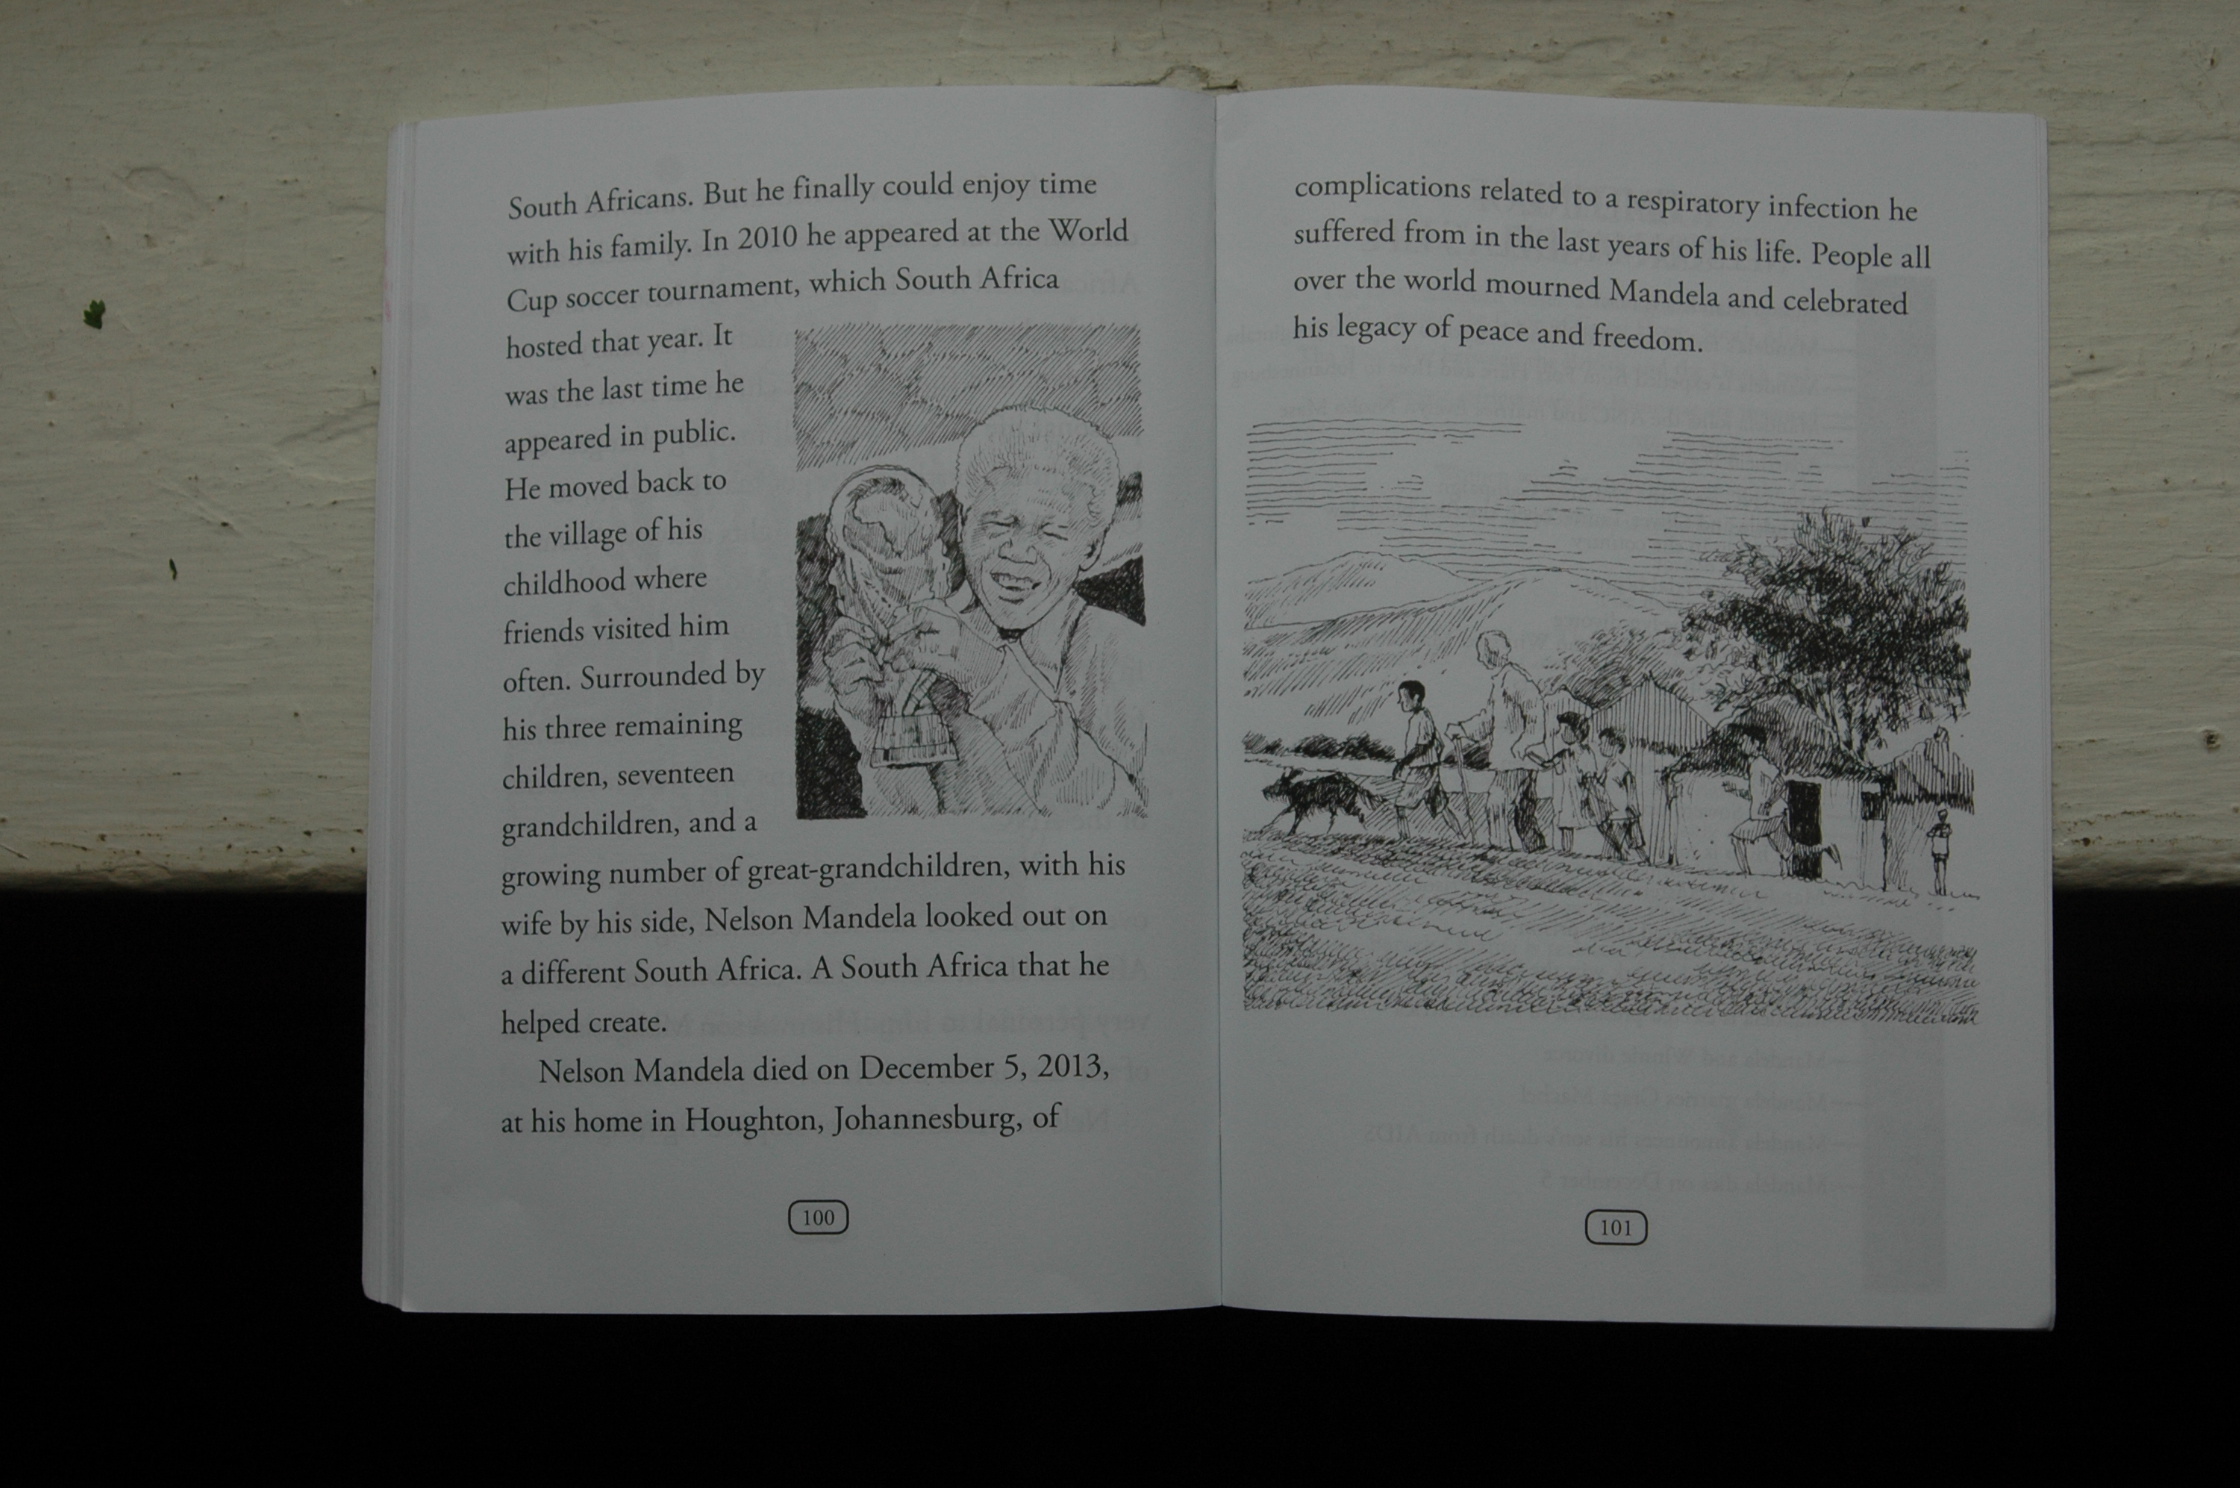 South Africans. But he finally could enjoy time
with his family. In 2010 he appeared at the World
Cup soccer tournament, which South Africa
hosted that year. It
was the last time he
appeared in public.
He moved back to
the village of his
childhood where
friends visited him
often. Surrounded by
his three remaining
children, seventeen
grandchildren, and a
growing number of great-grandchildren, with his
wife by his side, Nelson Mandela looked out on
a different South Africa. A South Africa that he
helped create.
Nelson Mandela died on December 5, 2013,
at his home in Houghton, Johannesburg, of
100
complications related to a respiratory infection he
suffered from in the last years of his life. People all
over the world mourned Mandela and celebrated
his legacy of peace and freedom.
101